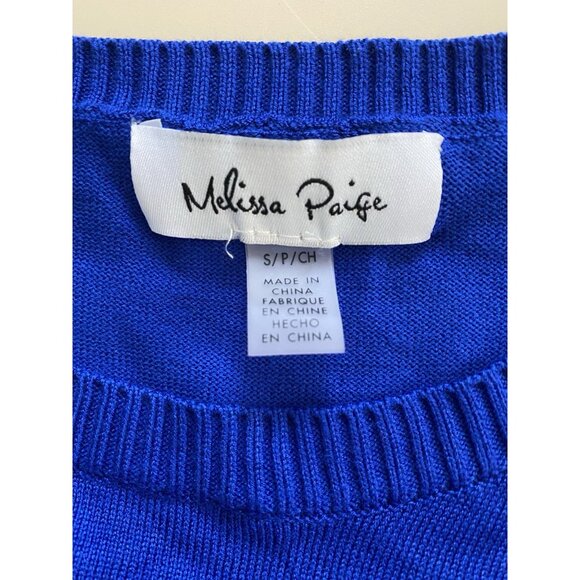 Melissa Paige
S/P/CH
MADE IN
CHINA
FABRIQUE
EN CHINE
HECHO
EN CHINA